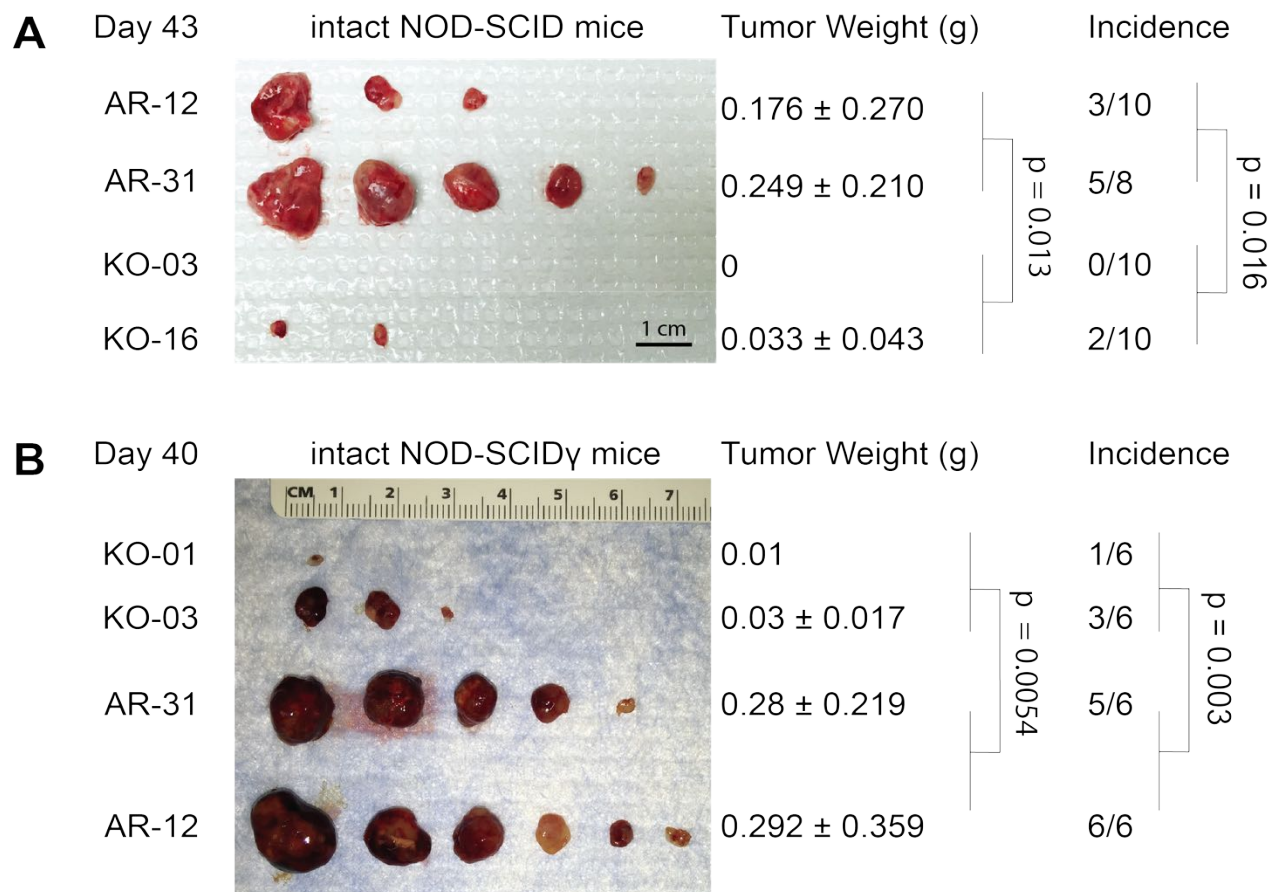 A Day 43 intact NOD-SCID mice Tumor Weight (g) Incidence
AR-12 0.176 ± 0.270 3/10
AR-31 0.249 ± 0.210 5/8
KO-03 0 0/10
KO-16 0.033 ± 0.043 2/10
1 cm
p = 0.013
p = 0.016
B Day 40 intact NOD-SCIDγ mice Tumor Weight (g) Incidence
CM 1 2 3 4 5 6 7
KO-01 0.01 1/6
KO-03 0.03 ± 0.017 3/6
AR-31 0.28 ± 0.219 5/6
AR-12 0.292 ± 0.359 6/6
p = 0.0054
p = 0.003